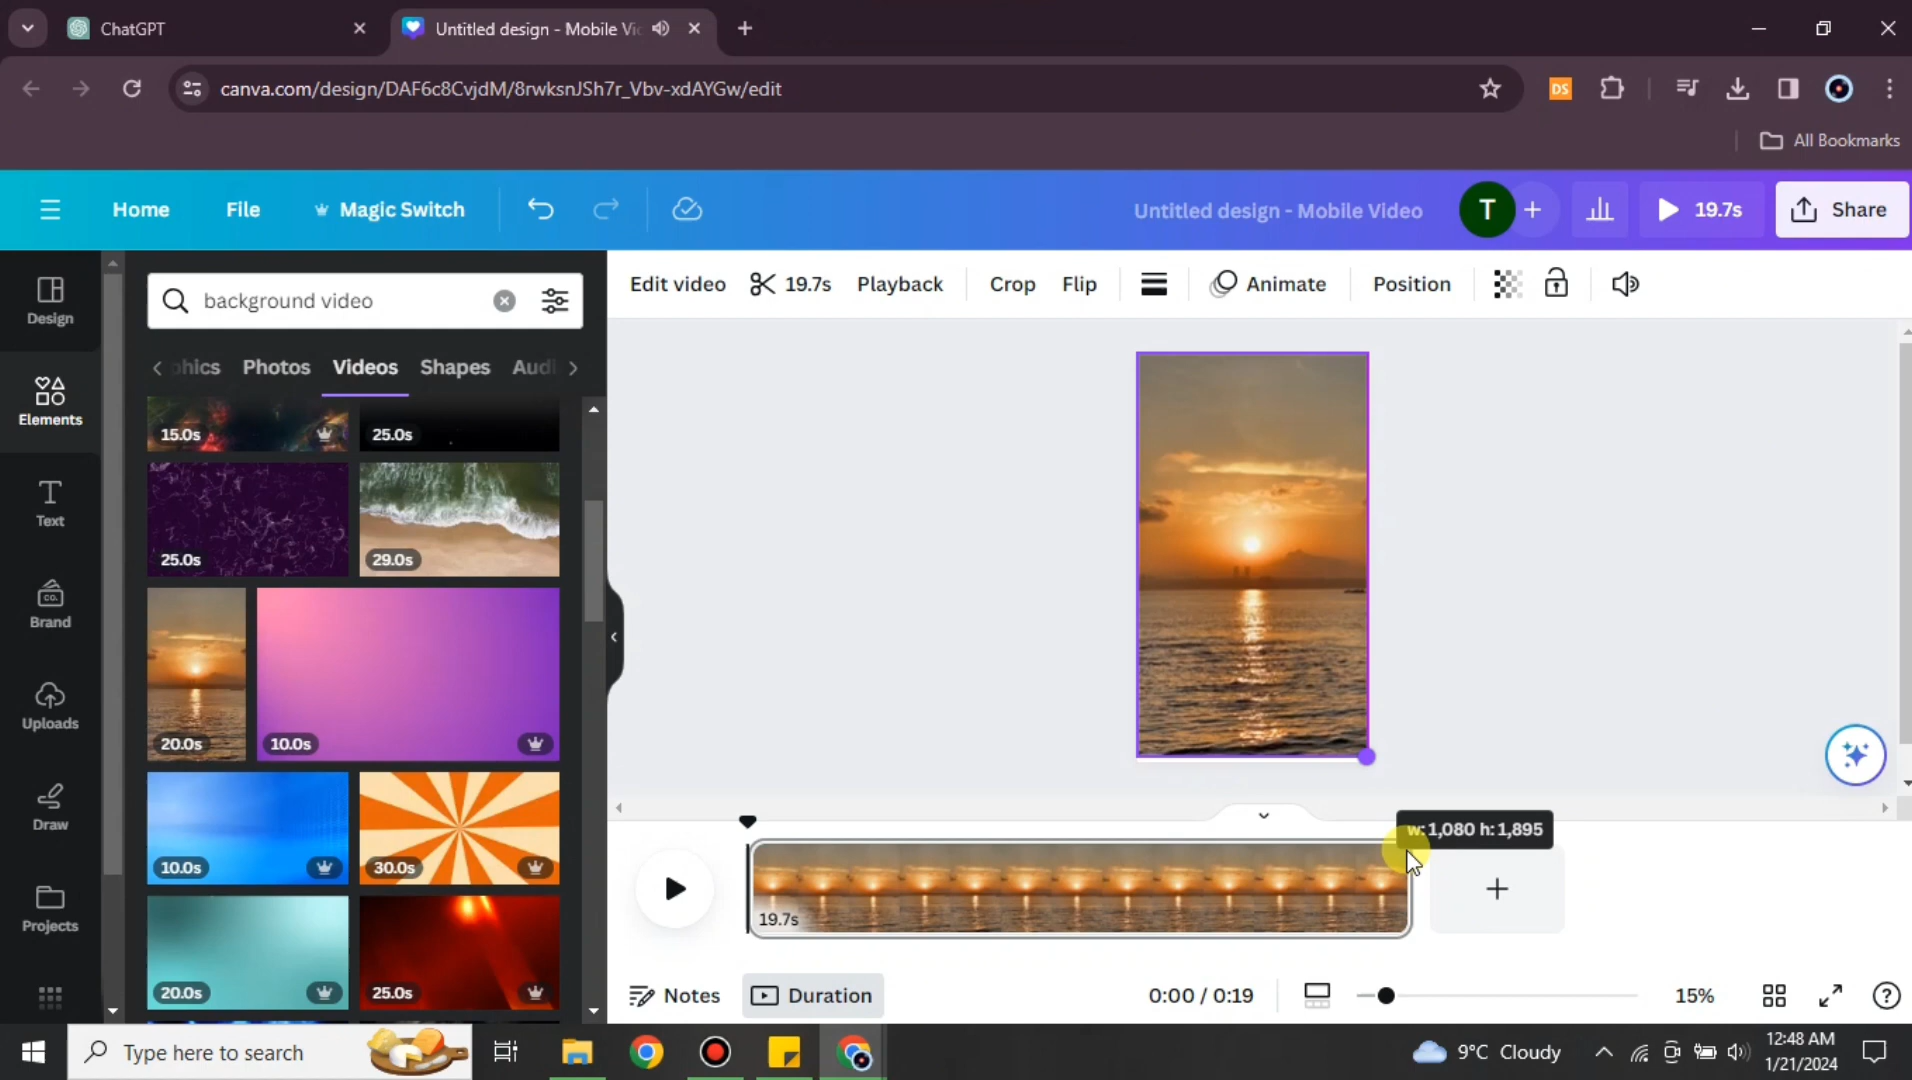 ChatGPT
Untitled design - Mobile Vi
canva.com/design/DAF6c8CvjdM/8rwksnJSh7r_Vbv-xdAYGw/edit
DS
All Bookmarks
Home
File
Magic Switch
Untitled design - Mobile Video
T
19.7s
Share
Design
Elements
Text
Brand
CO.
Uploads
Draw
Projects
background video
phics
Photos
Videos
Shapes
Audi
15.0s
25.0s
25.0s
29.0s
20.0s
10.0s
10.0s
30.0s
20.0s
25.0s
Edit video
19.7s
Playback
Crop
Flip
Animate
Position
w: 1,080 h: 1,895
19.7s
Notes
Duration
0:00 / 0:19
15%
Type here to search
9°C Cloudy
12:48 AM
1/21/2024